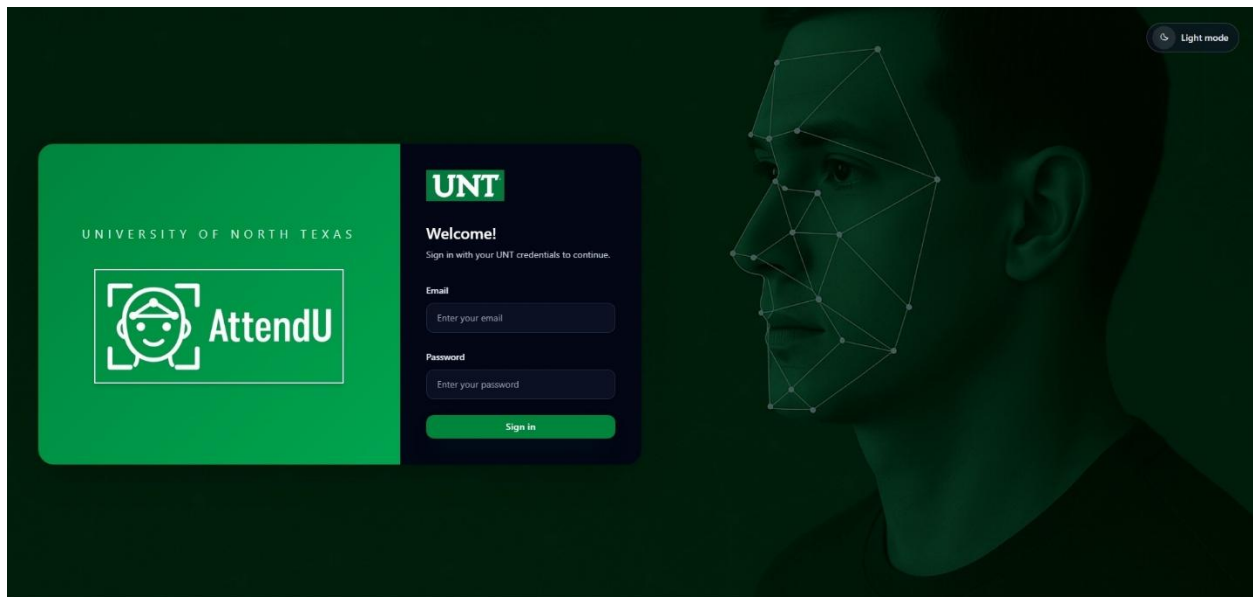 Light mode
UNIVERSITY OF NORTH TEXAS
AttendU
UNT
Welcome!
Sign in with your UNT credentials to continue.
Email
Enter your email
Password
Enter your password
Sign in